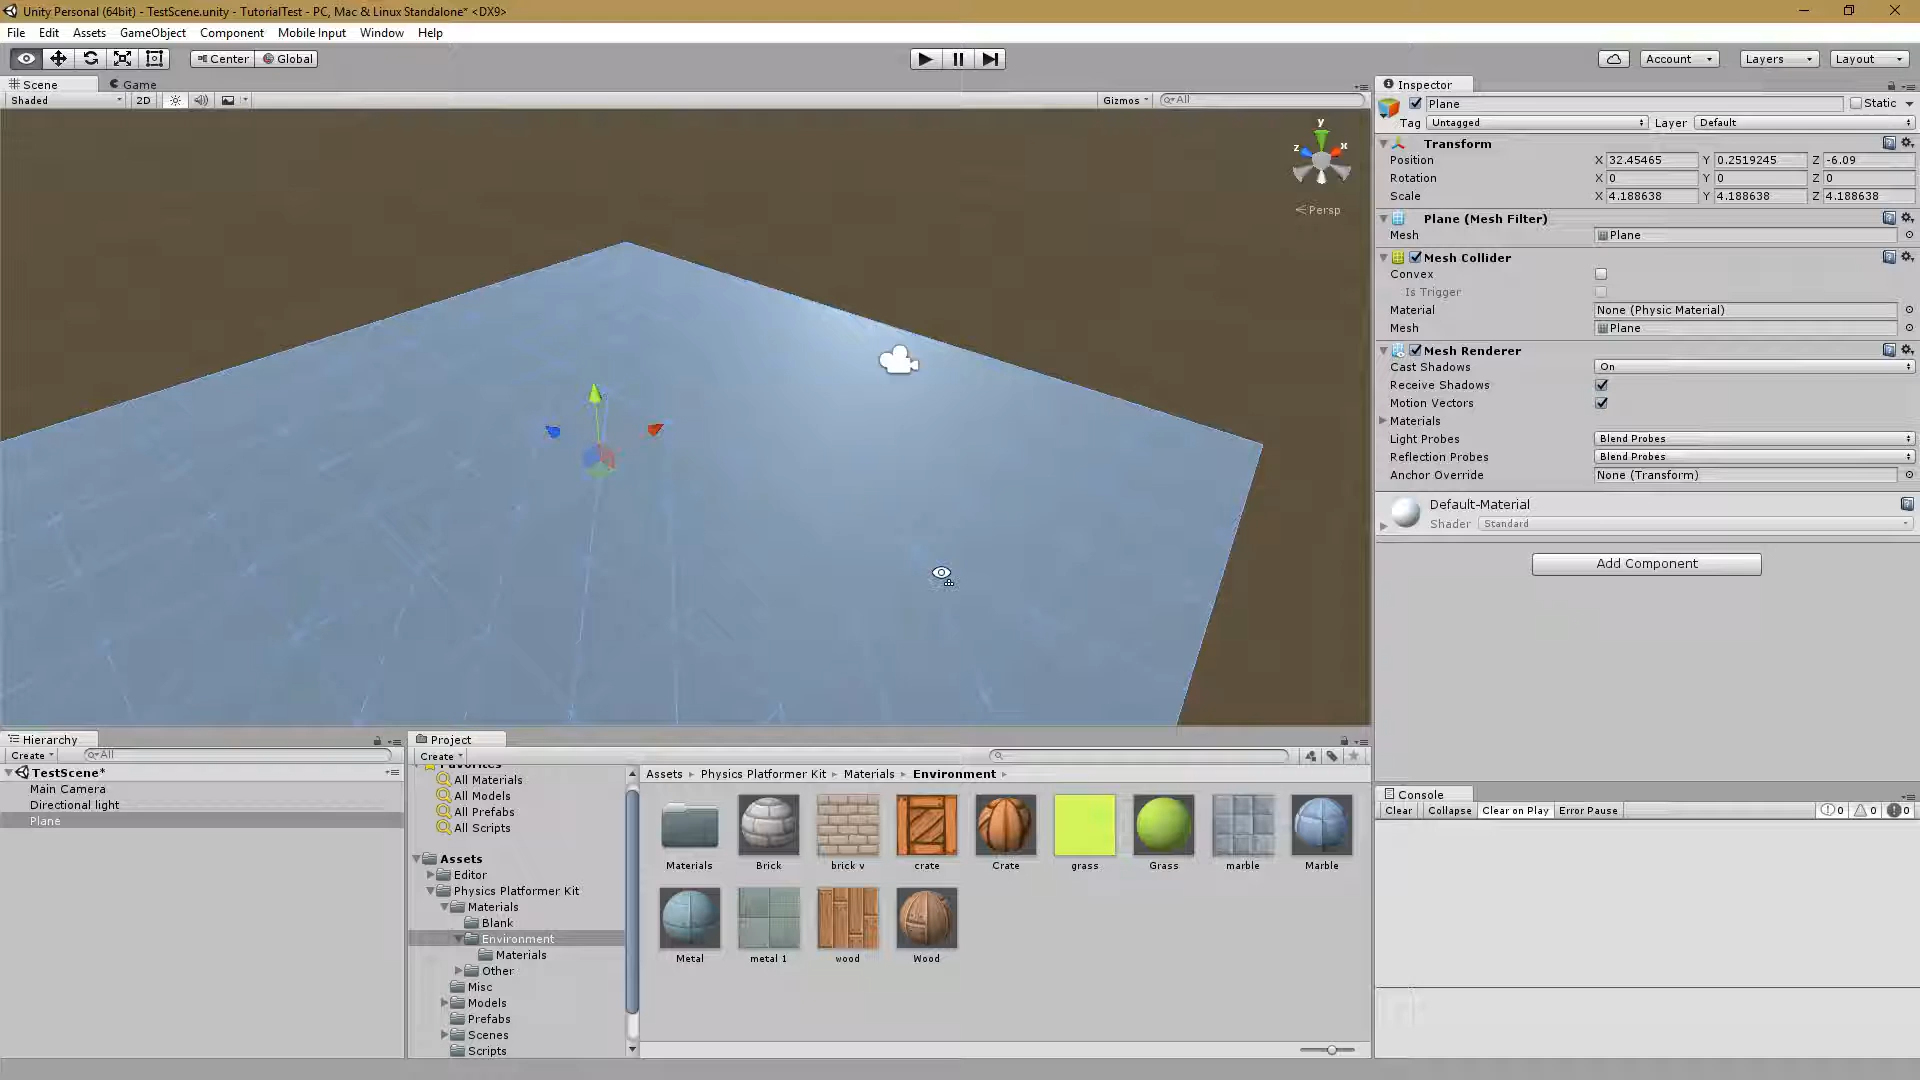 Unity Personal (64bit) - TestScene.unity - TutorialTest - PC, Mac & Linux Standalone* <DX9>
File Edit Assets GameObject Component Mobile Input Window Help
Center Global Account Layers Layout
Scene Game
Shaded 2D Gizmos All
y
z x
Persp
Inspector
Plane Static
Tag Untagged Layer Default
Transform
Position X 32.45465 Y 0.2519245 Z -6.09
Rotation X 0 Y 0 Z 0
Scale X 4.188638 Y 4.188638 Z 4.188638
Plane (Mesh Filter)
Mesh Plane
Mesh Collider
Convex
Is Trigger
Material None (Physic Material)
Mesh Plane
Mesh Renderer
Cast Shadows On
Receive Shadows
Motion Vectors
Materials
Light Probes Blend Probes
Reflection Probes Blend Probes
Anchor Override None (Transform)
Default-Material
Shader Standard
Add Component
Hierarchy
Create All
TestScene*
Main Camera
Directional light
Plane
Project
Create
Favorites
All Materials
All Models
All Prefabs
All Scripts
Assets
Editor
Physics Platformer Kit
Materials
Blank
Environment
Materials
Other
Misc
Models
Prefabs
Scenes
Scripts
Assets Physics Platformer Kit Materials Environment
Materials Brick brick v crate Crate grass Grass marble Marble
Metal metal 1 wood Wood
Console
Clear Collapse Clear on Play Error Pause 0 0 0